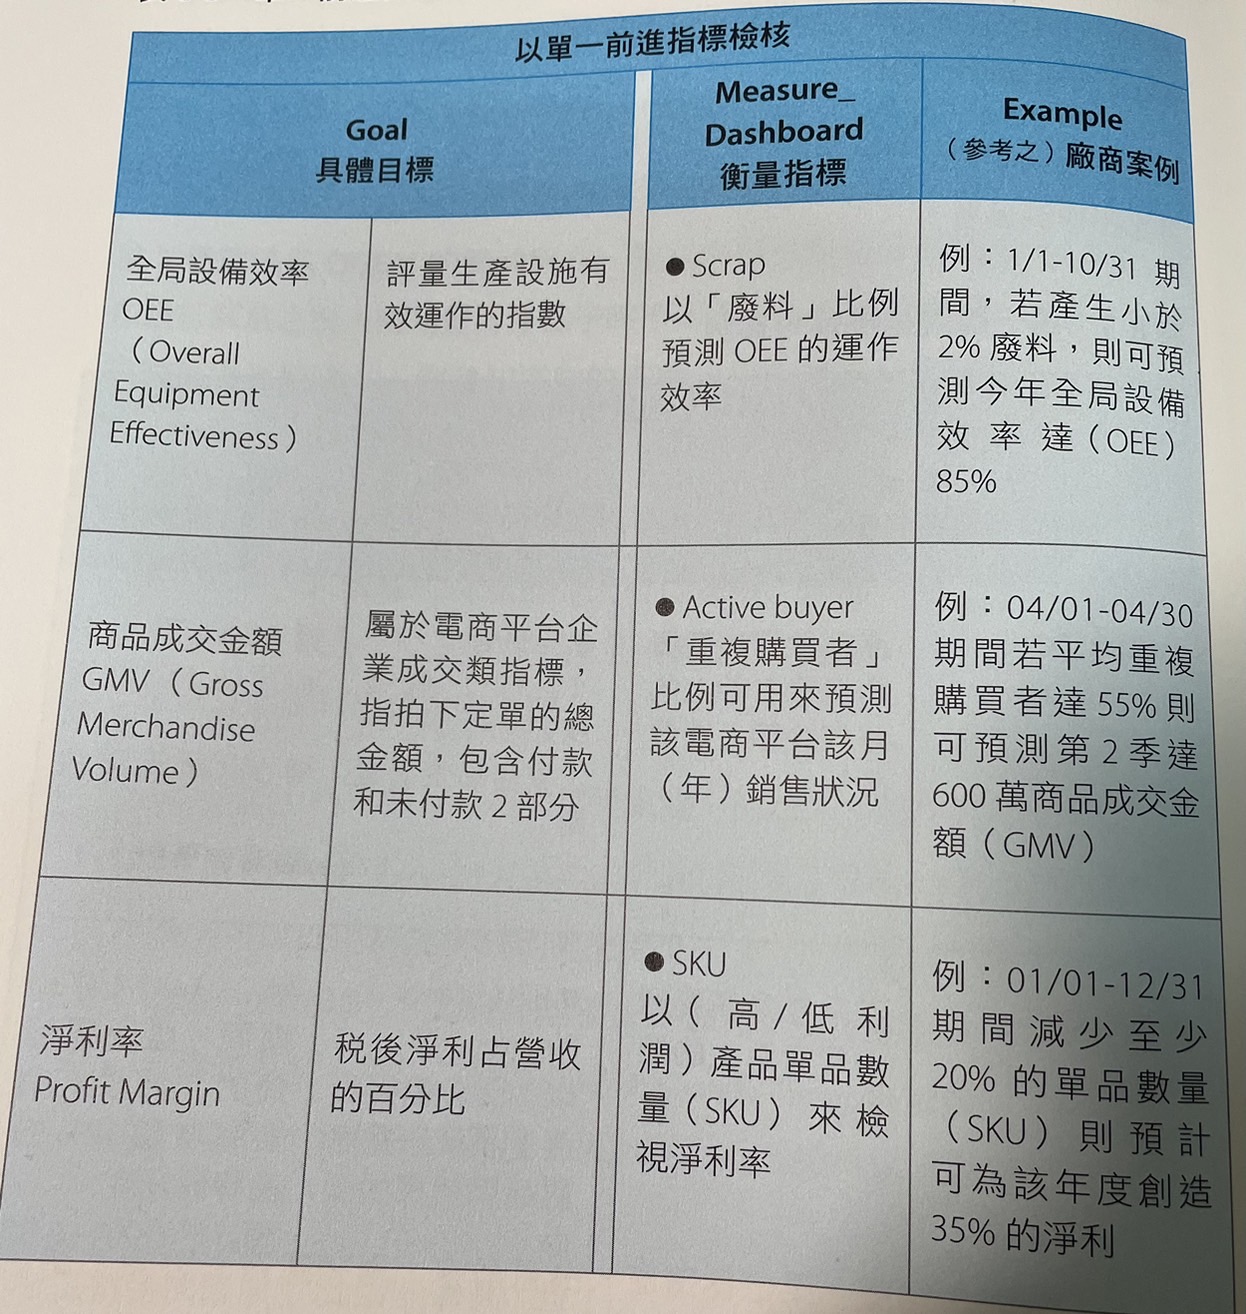 以單一前進指標檢核
Goal
具體目標
Measure_
Dashboard
衡量指標
Example
（參考之）廠商案例
全局設備效率
OEE
（Overall
Equipment
Effectiveness）
評量生產設施有
效運作的指數
● Scrap
以「廢料」比例
預測 OEE 的運作
效率
例：1/1-10/31 期
間，若產生小於
2% 廢料，則可預
測今年全局設備
效率達（OEE）
85%
商品成交金額
GMV（Gross
Merchandise
Volume）
屬於電商平台企
業成交類指標，
指拍下定單的總
金額，包含付款
和未付款 2 部分
● Active buyer
「重複購買者」
比例可用來預測
該電商平台該月
（年）銷售狀況
例：04/01-04/30
期間若平均重複
購買者達 55% 則
可預測第 2 季達
600 萬商品成交金
額（GMV）
淨利率
Profit Margin
稅後淨利占營收
的百分比
● SKU
以（高/低利
潤）產品單品數
量（SKU）來檢
視淨利率
例：01/01-12/31
期間減少至少
20% 的單品數量
（SKU）則預計
可為該年度創造
35% 的淨利